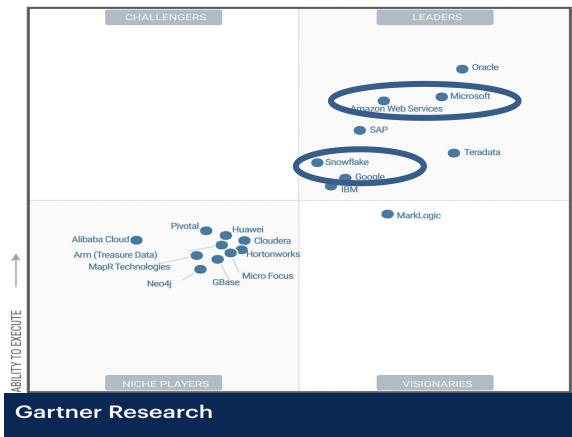 CHALLENGERS
LEADERS
Oracle
Microsoft
Amazon Web Services
SAP
Teradata
Snowflake
Google
IBM
MarkLogic
Pivotal
Huawei
Alibaba Cloud
Cloudera
Arm (Treasure Data)
Hortonworks
MapR Technologies
Micro Focus
Neo4j
GBase
ABILITY TO EXECUTE
NICHE PLAYERS
VISIONARIES
Gartner Research